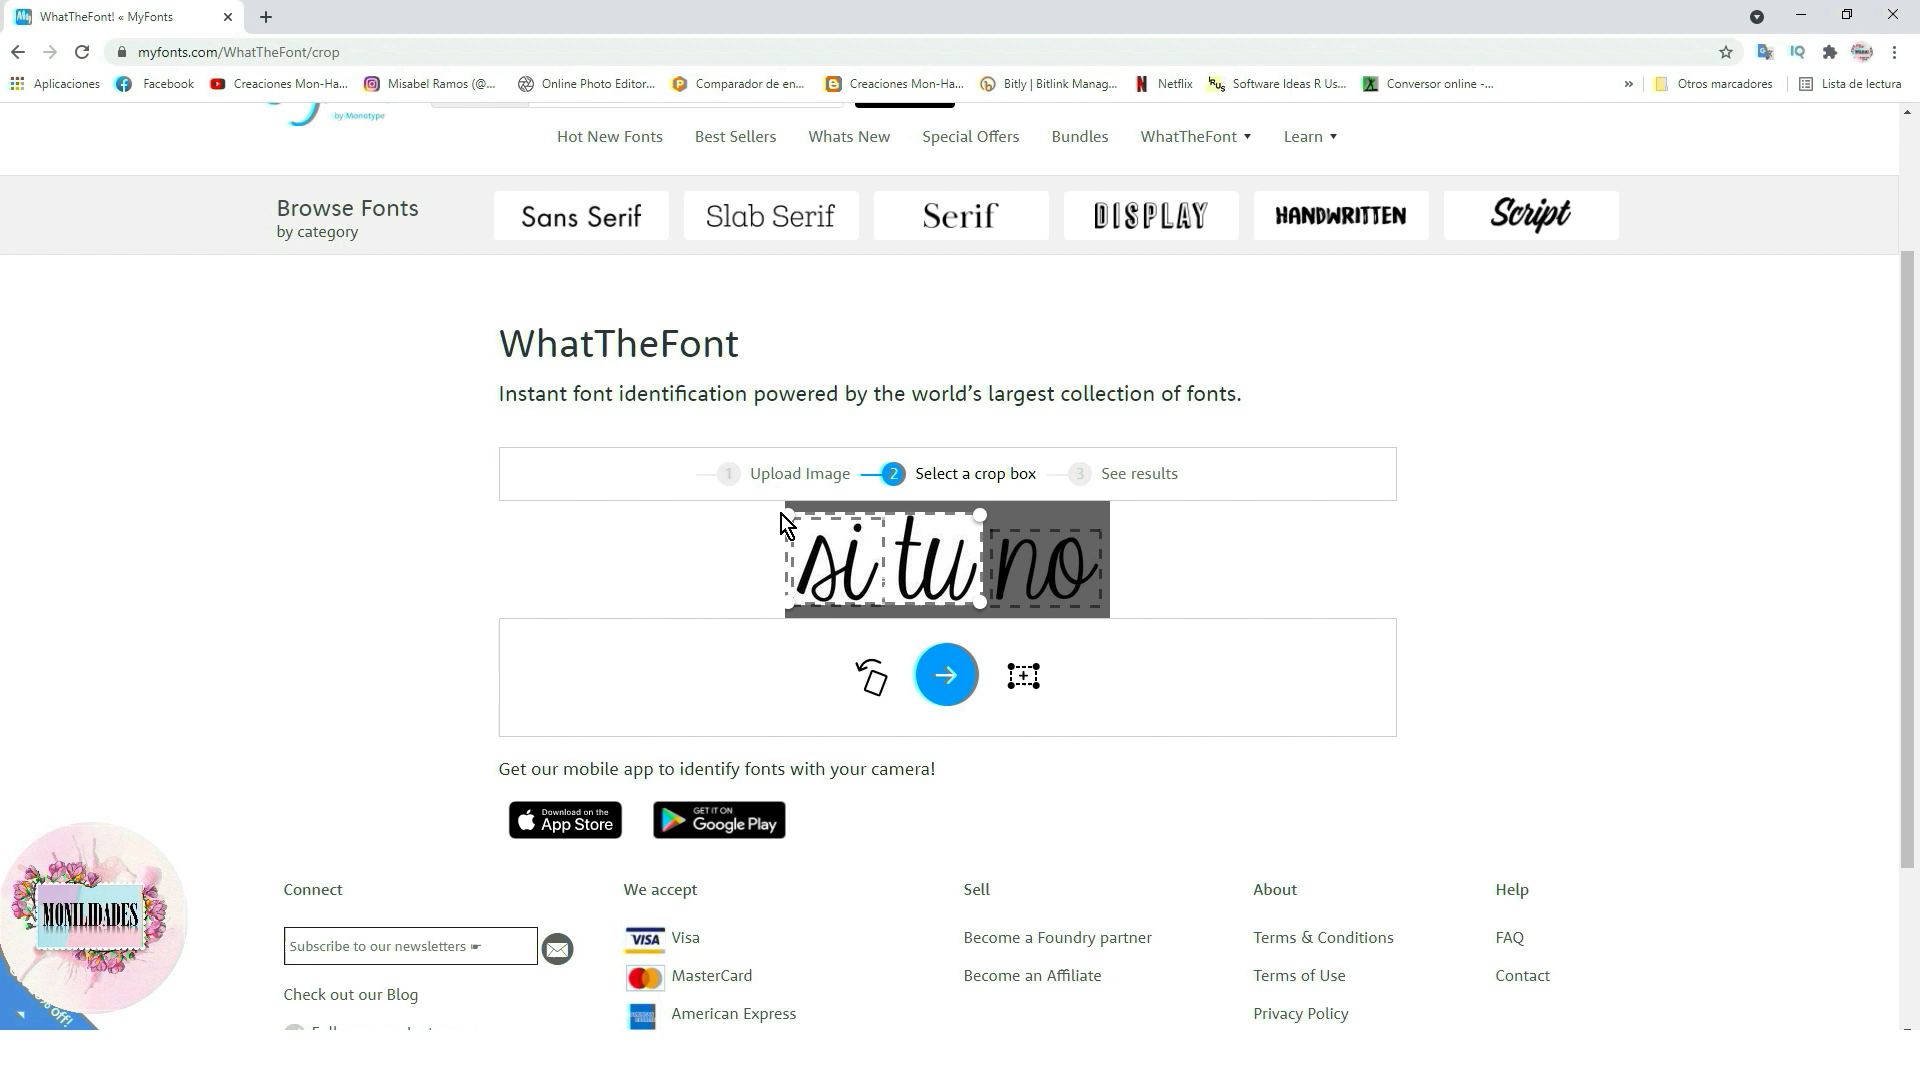 WhatTheFont! « MyFonts
myfonts.com/WhatTheFont/crop
Aplicaciones Facebook Creaciones Mon-Ha... Misabel Ramos (@... Online Photo Editor... Comparador de en... Creaciones Mon-Ha... Bitly | Bitlink Manag... Netflix Software Ideas R Us... Conversor online -... » Otros marcadores Lista de lectura
by Monotype
Hot New Fonts Best Sellers Whats New Special Offers Bundles WhatTheFont Learn
Browse Fonts
by category
Sans Serif Slab Serif Serif DISPLAY HANDWRITTEN Script
WhatTheFont
Instant font identification powered by the world's largest collection of fonts.
1 Upload Image 2 Select a crop box 3 See results
si tu no
Get our mobile app to identify fonts with your camera!
Download on the App Store GET IT ON Google Play
Connect We accept Sell About Help
MONILIDADES
Subscribe to our newsletters VISA Visa Become a Foundry partner Terms & Conditions FAQ
MasterCard Become an Affiliate Terms of Use Contact
Check out our Blog
American Express Privacy Policy
off!